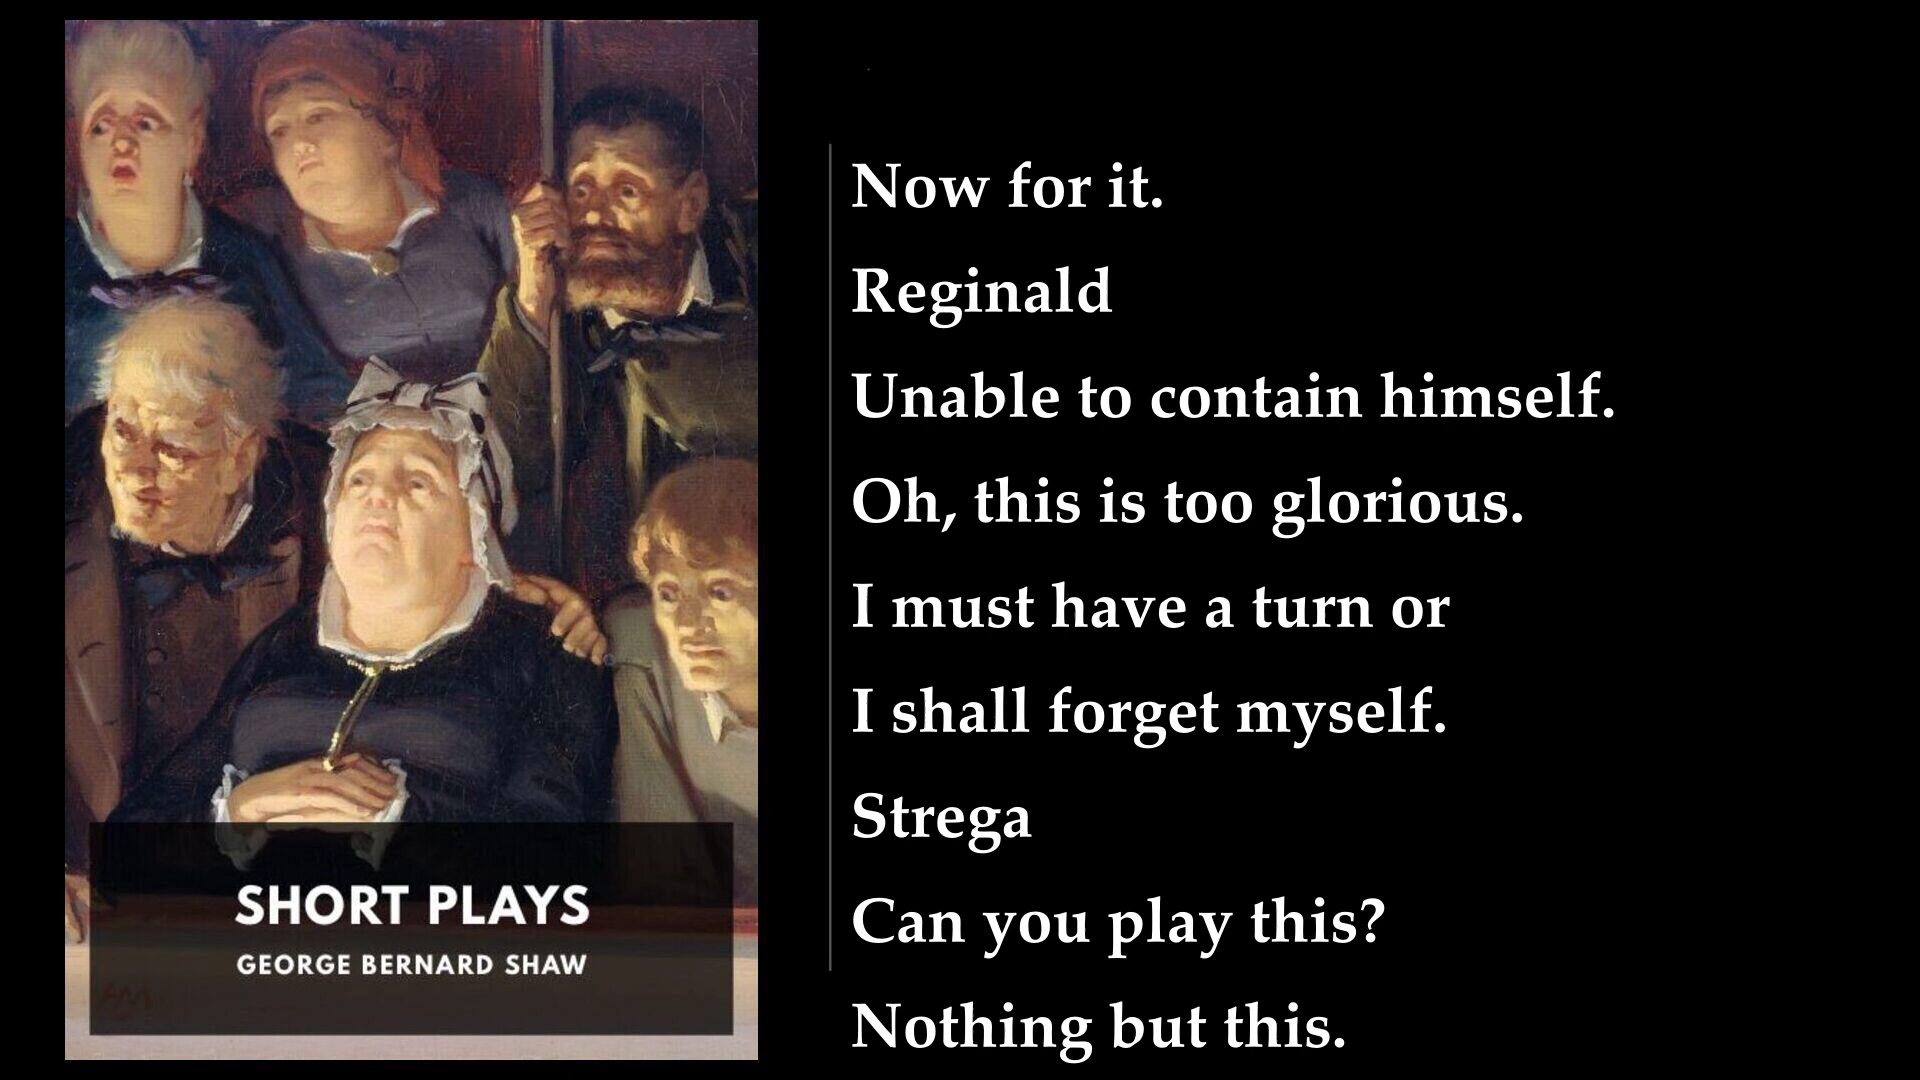 SHORT PLAYS
GEORGE BERNARD SHAW
Now for it.
Reginald
Unable to contain himself.
Oh, this is too glorious.
I must have a turn or
I shall forget myself.
Strega
Can you play this?
Nothing but this.